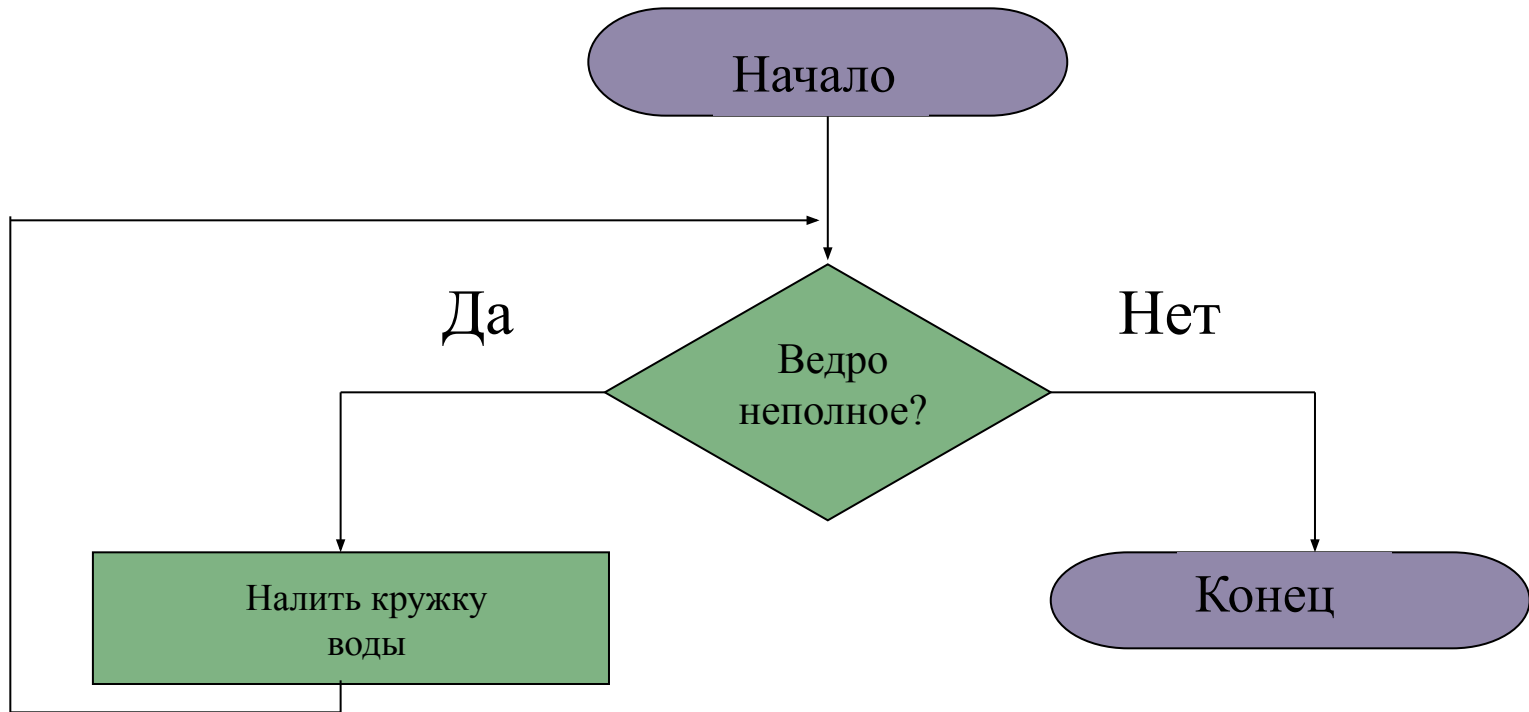 Начало
Да
Нет
Ведро
неполное?
Налить кружку
воды
Конец